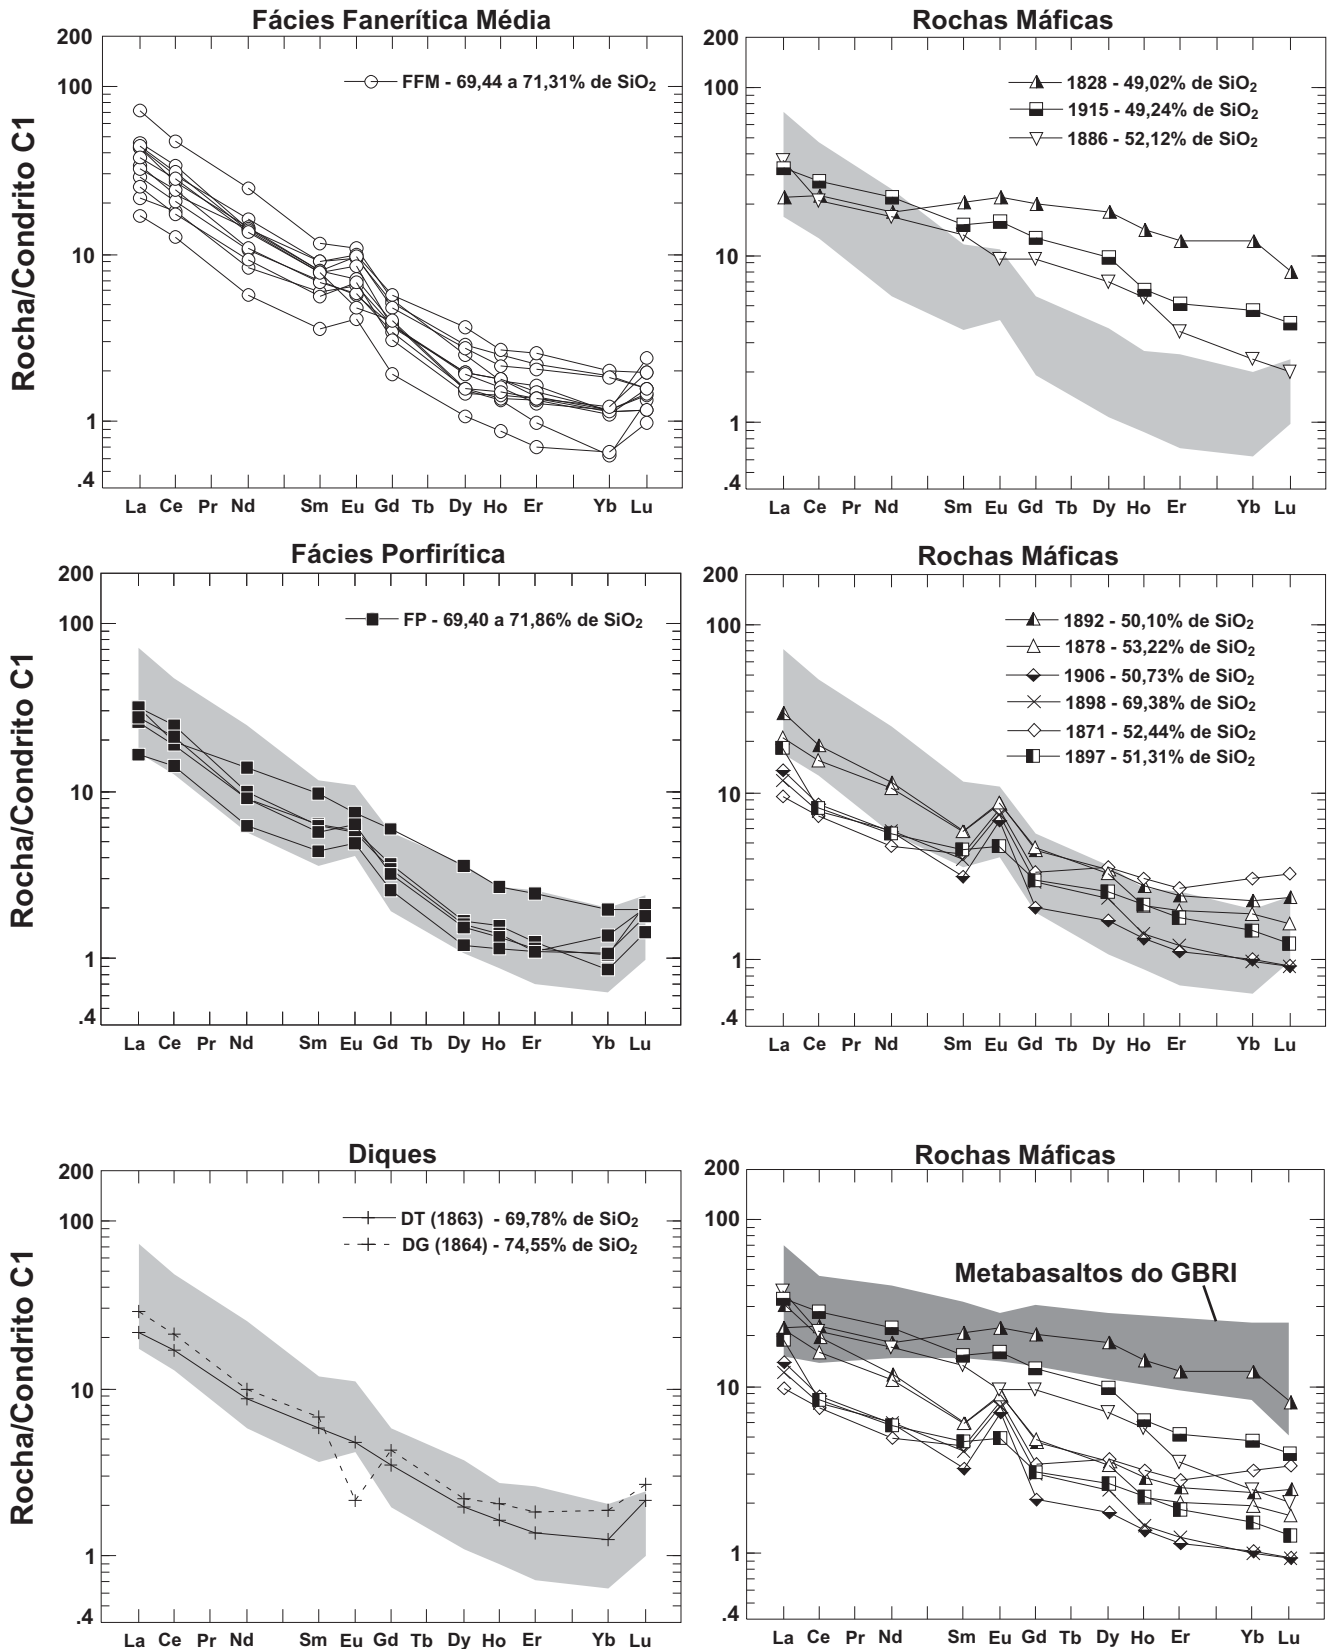 Fácies Fanerítica Média
Rocha/Condrito C1
200
100
10
1
.4
FFM - 69,44 a 71,31% de SiO₂
La Ce Pr Nd Sm Eu Gd Tb Dy Ho Er Yb Lu
Rochas Máficas
200
100
10
1
.4
1828 - 49,02% de SiO₂
1915 - 49,24% de SiO₂
1886 - 52,12% de SiO₂
La Ce Pr Nd Sm Eu Gd Tb Dy Ho Er Yb Lu
Fácies Porfirítica
Rocha/Condrito C1
200
100
10
1
.4
FP - 69,40 a 71,86% de SiO₂
La Ce Pr Nd Sm Eu Gd Tb Dy Ho Er Yb Lu
Rochas Máficas
200
100
10
1
.4
1892 - 50,10% de SiO₂
1878 - 53,22% de SiO₂
1906 - 50,73% de SiO₂
1898 - 69,38% de SiO₂
1871 - 52,44% de SiO₂
1897 - 51,31% de SiO₂
La Ce Pr Nd Sm Eu Gd Tb Dy Ho Er Yb Lu
Diques
Rocha/Condrito C1
200
100
10
1
.4
DT (1863) - 69,78% de SiO₂
DG (1864) - 74,55% de SiO₂
La Ce Pr Nd Sm Eu Gd Tb Dy Ho Er Yb Lu
Rochas Máficas
200
100
10
1
.4
Metabasaltos do GBRI
La Ce Pr Nd Sm Eu Gd Tb Dy Ho Er Yb Lu